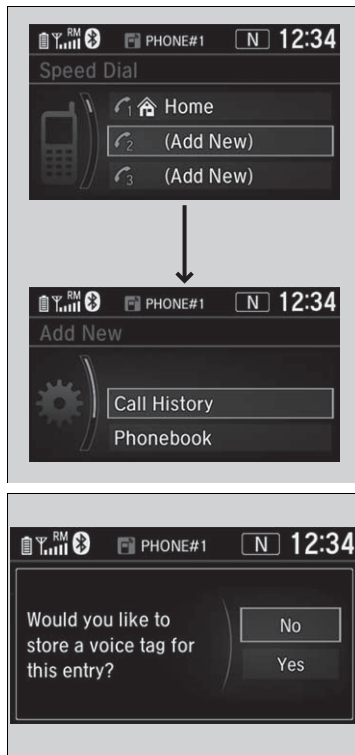 RM PHONE#1 N 12:34
Speed Dial
1 Home
2 (Add New)
3 (Add New)
RM PHONE#1 N 12:34
Add New
Call History
Phonebook
RM PHONE#1 N 12:34
Would you like to
store a voice tag for
this entry?
No
Yes